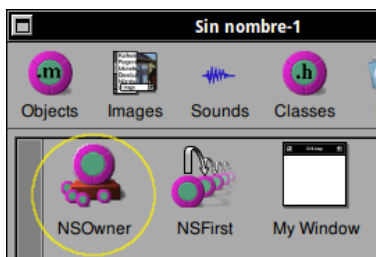 Sin nombre-1
.m
.h
Objects Images Sounds Classes
NSOwner NSFirst My Window